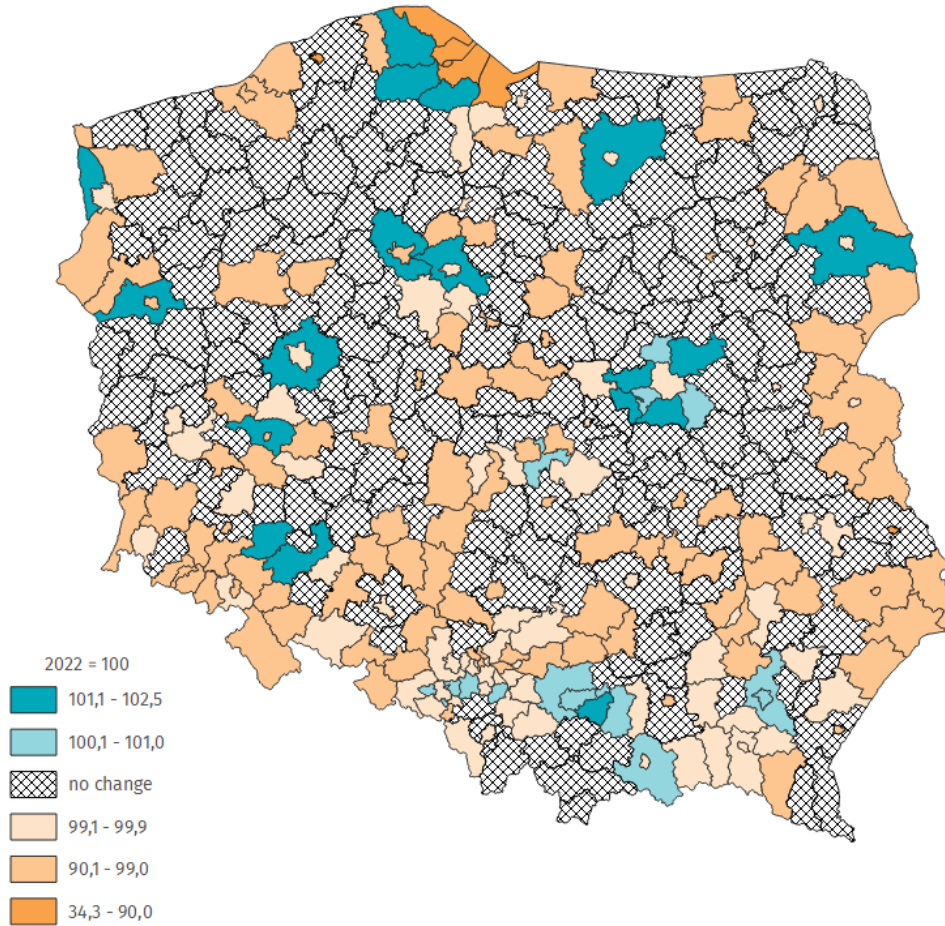 2022 = 100
101,1 - 102,5
100,1 - 101,0
no change
99,1 - 99,9
90,1 - 99,0
34,3 - 90,0